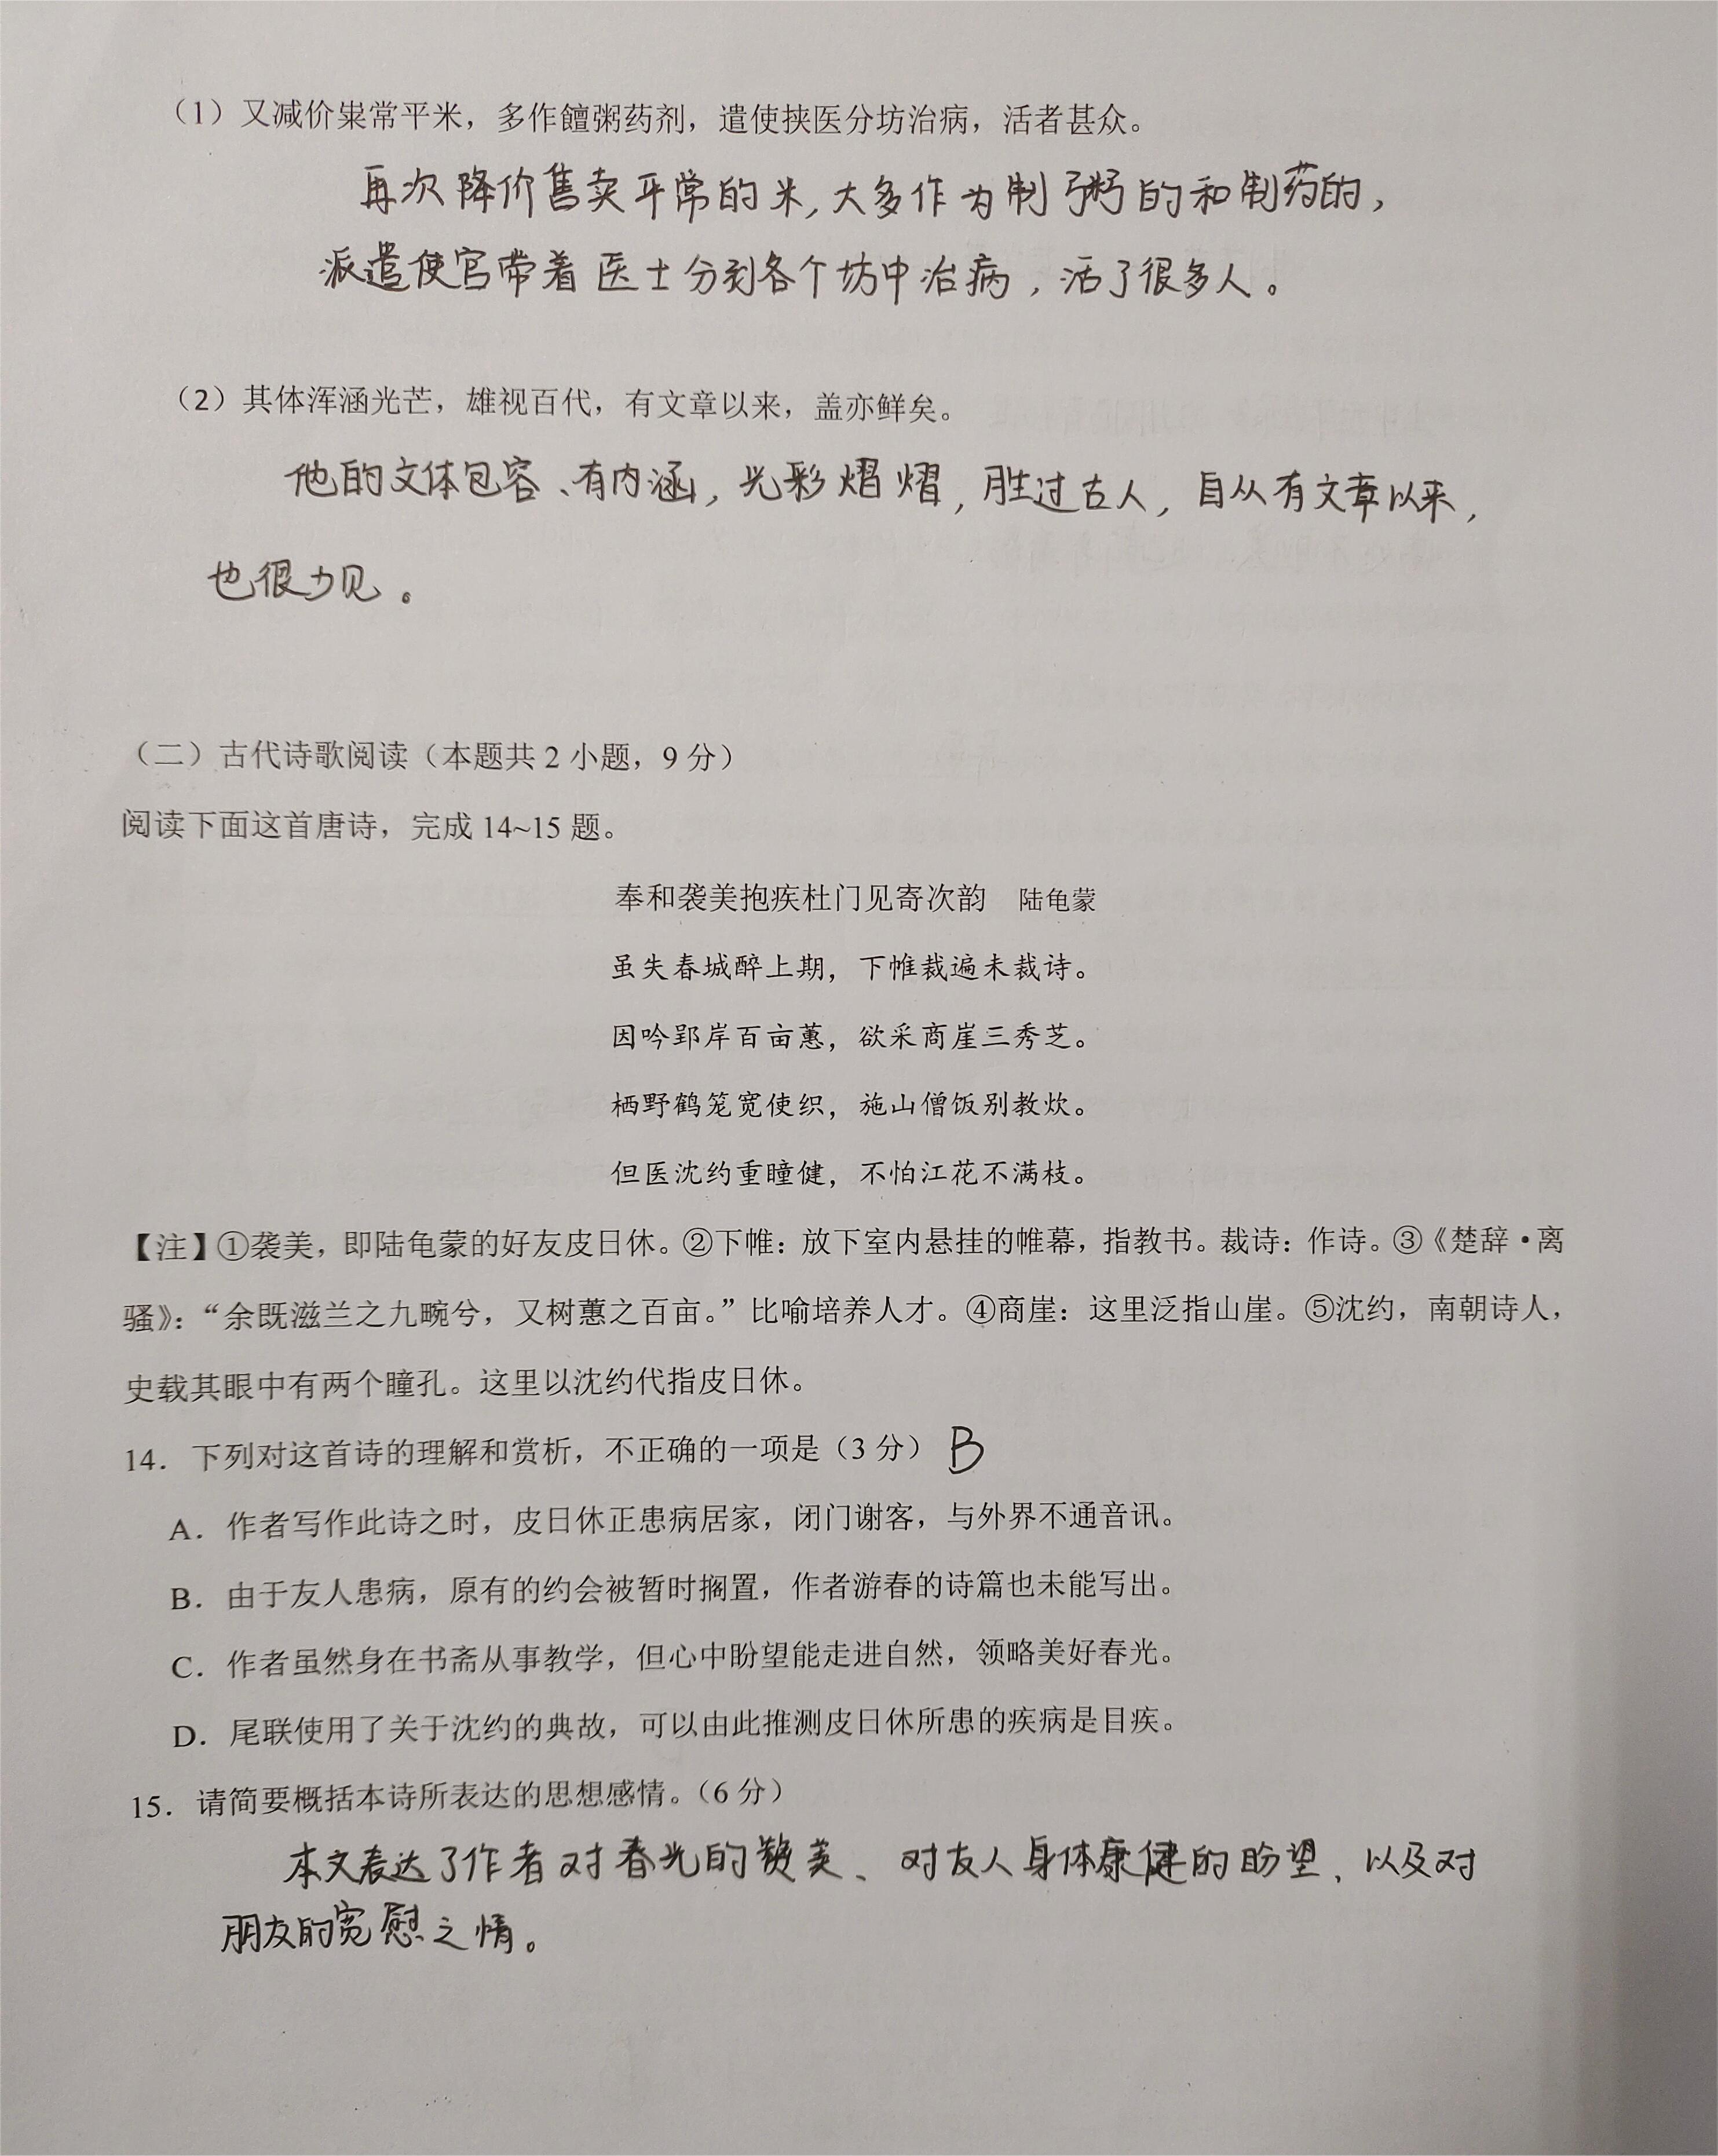 （1）又减价粜常平米，多作饘粥药剂，遣使挟医分坊治病，活者甚众。
再次降价售卖平常的米,大多作为制粥的和制药的，
派遣使官带着医士分到各个坊中治病，活了很多人。
（2）其体浑涵光芒，雄视百代，有文章以来，盖亦鲜矣。
他的文体包容、有内涵，光彩熠熠，胜过古人，自从有文章以来，
也很少见。
（二）古代诗歌阅读（本题共2小题，9分）
阅读下面这首唐诗，完成14~15题。
奉和袭美抱疾杜门见寄次韵 陆龟蒙
虽失春城醉上期，下帷裁遍未裁诗。
因吟郢岸百亩蕙，欲采商崖三秀芝。
栖野鹤笼宽使织，施山僧饭别教炊。
但医沈约重瞳健，不怕江花不满枝。
【注】①袭美，即陆龟蒙的好友皮日休。②下帷：放下室内悬挂的帷幕，指教书。裁诗：作诗。③《楚辞·离
骚》：“余既滋兰之九畹兮，又树蕙之百亩。”比喻培养人才。④商崖：这里泛指山崖。⑤沈约，南朝诗人，
史载其眼中有两个瞳孔。这里以沈约代指皮日休。
14．下列对这首诗的理解和赏析，不正确的一项是（3分）B
A．作者写作此诗之时，皮日休正患病居家，闭门谢客，与外界不通音讯。
B．由于友人患病，原有的约会被暂时搁置，作者游春的诗篇也未能写出。
C．作者虽然身在书斋从事教学，但心中盼望能走进自然，领略美好春光。
D．尾联使用了关于沈约的典故，可以由此推测皮日休所患的疾病是目疾。
15．请简要概括本诗所表达的思想感情。（6分）
本文表达了作者对春光的赞美、对友人身体康健的盼望、以及对
朋友的宽慰之情。